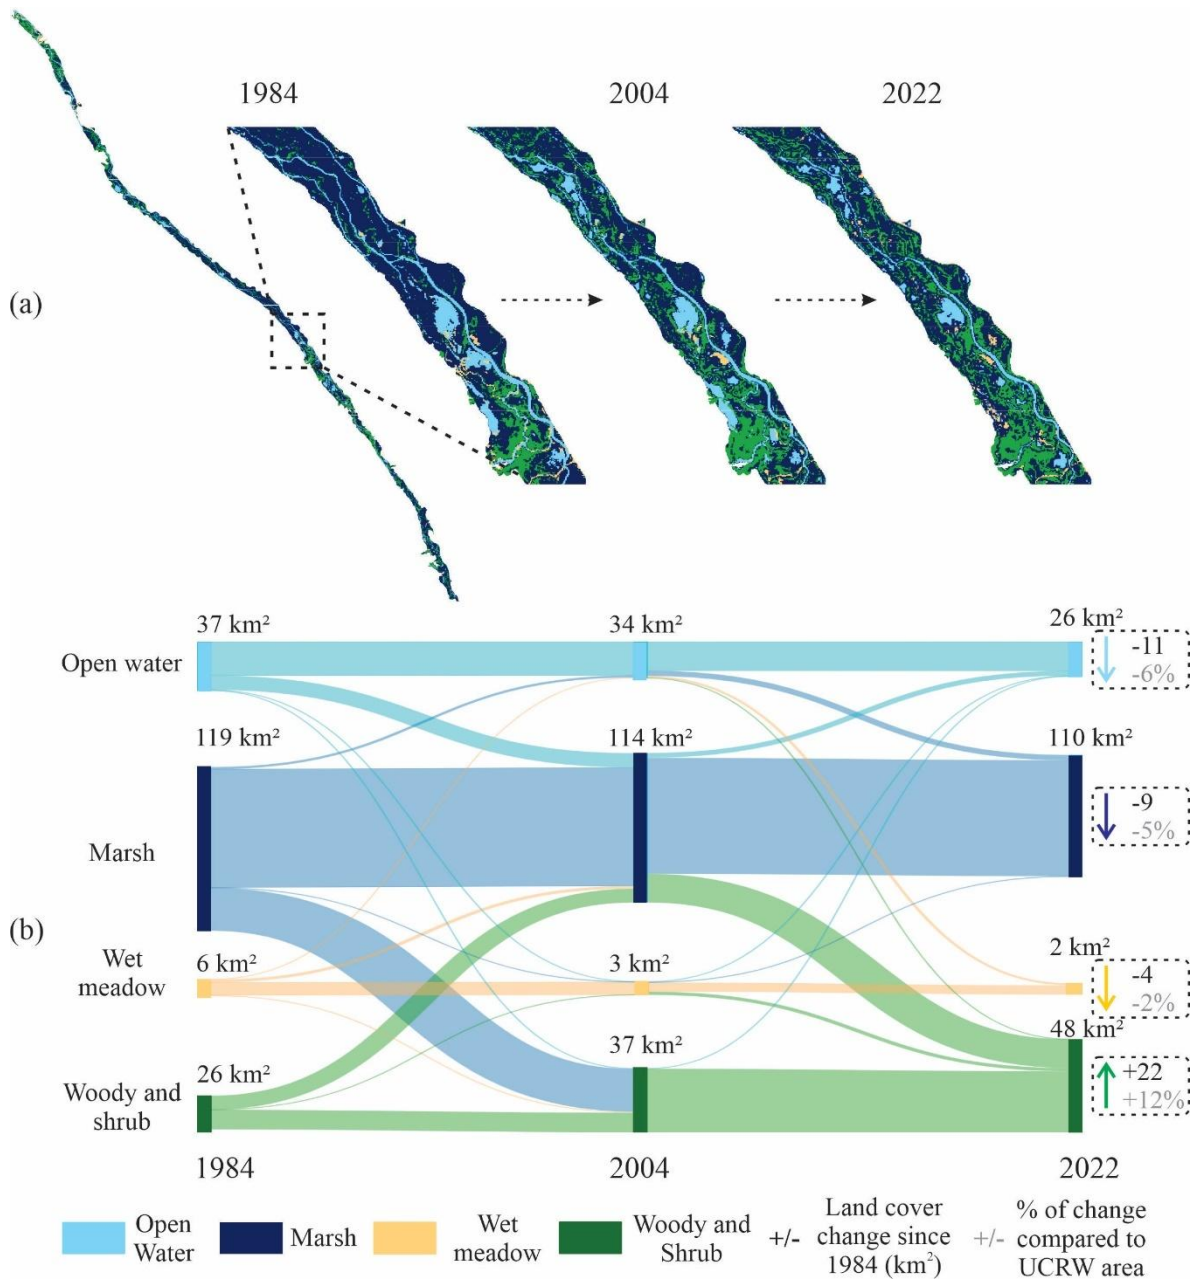 1984 2004 2022
(a)
37 km² 34 km² 26 km²
Open water
-11
-6%
119 km² 114 km² 110 km²
Marsh
-9
-5%
(b)
Wet
meadow
6 km² 3 km² 2 km²
-4
-2%
26 km² 37 km² 48 km²
Woody and
shrub
+22
+12%
1984 2004 2022
Open
Water
Marsh
Wet
meadow
Woody and
Shrub
+/-
Land cover
change since
1984 (km²)
+/-
% of change
compared to
UCRW area